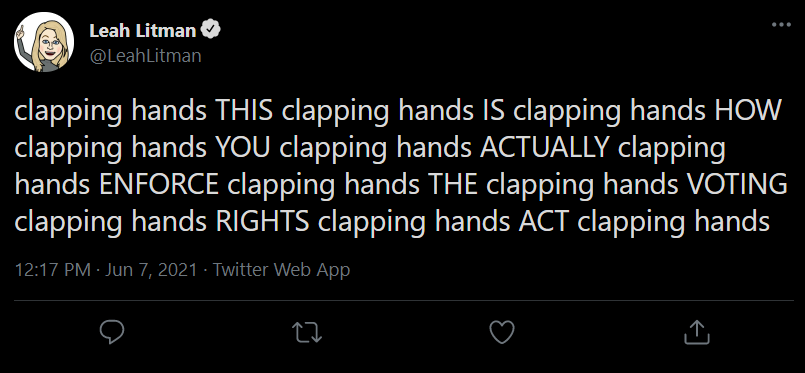 Leah Litman
@LeahLitman
clapping hands THIS clapping hands IS clapping hands HOW
clapping hands YOU clapping hands ACTUALLY clapping
hands ENFORCE clapping hands THE clapping hands VOTING
clapping hands RIGHTS clapping hands ACT clapping hands
12:17 PM · Jun 7, 2021 · Twitter Web App